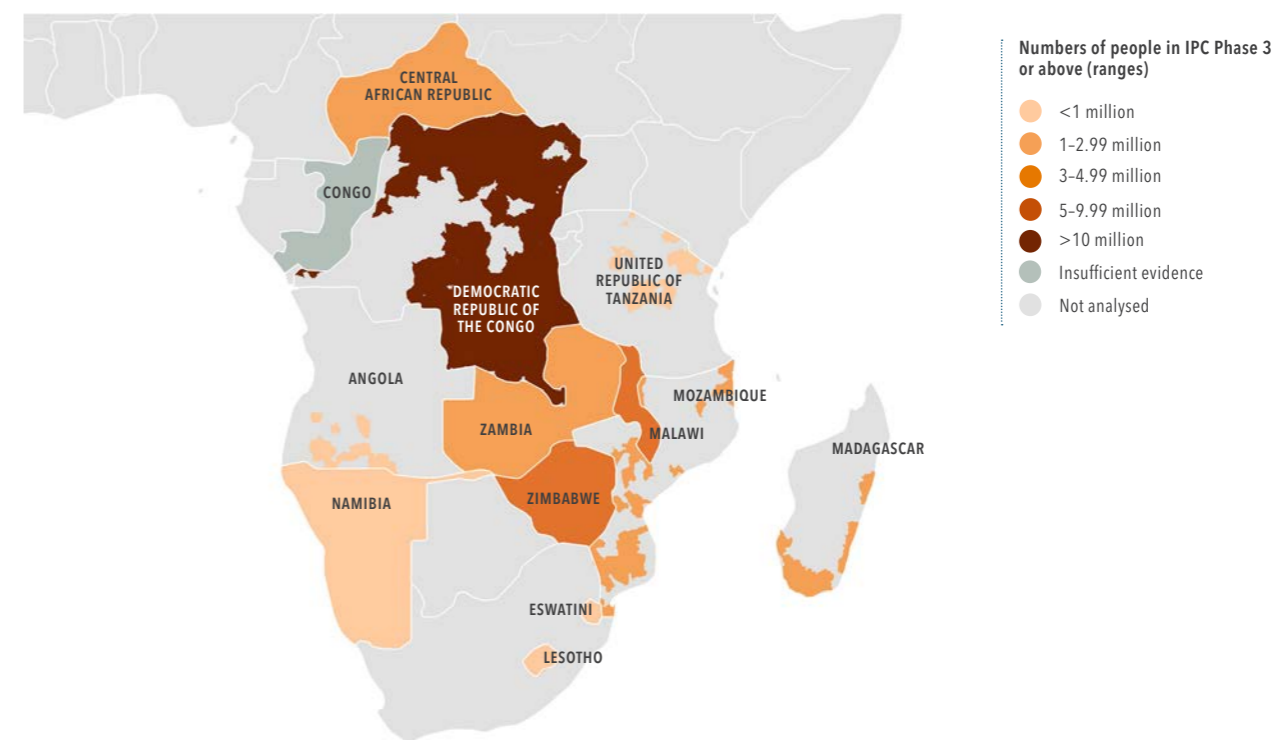 CENTRAL
AFRICAN REPUBLIC
CONGO
*DEMOCRATIC
REPUBLIC OF
THE CONGO
UNITED
REPUBLIC OF
TANZANIA
ANGOLA
ZAMBIA
MOZAMBIQUE
MALAWI
MADAGASCAR
NAMIBIA
ZIMBABWE
ESWATINI
LESOTHO
Numbers of people in IPC Phase 3
or above (ranges)
<1 million
1–2.99 million
3–4.99 million
5–9.99 million
>10 million
Insufficient evidence
Not analysed